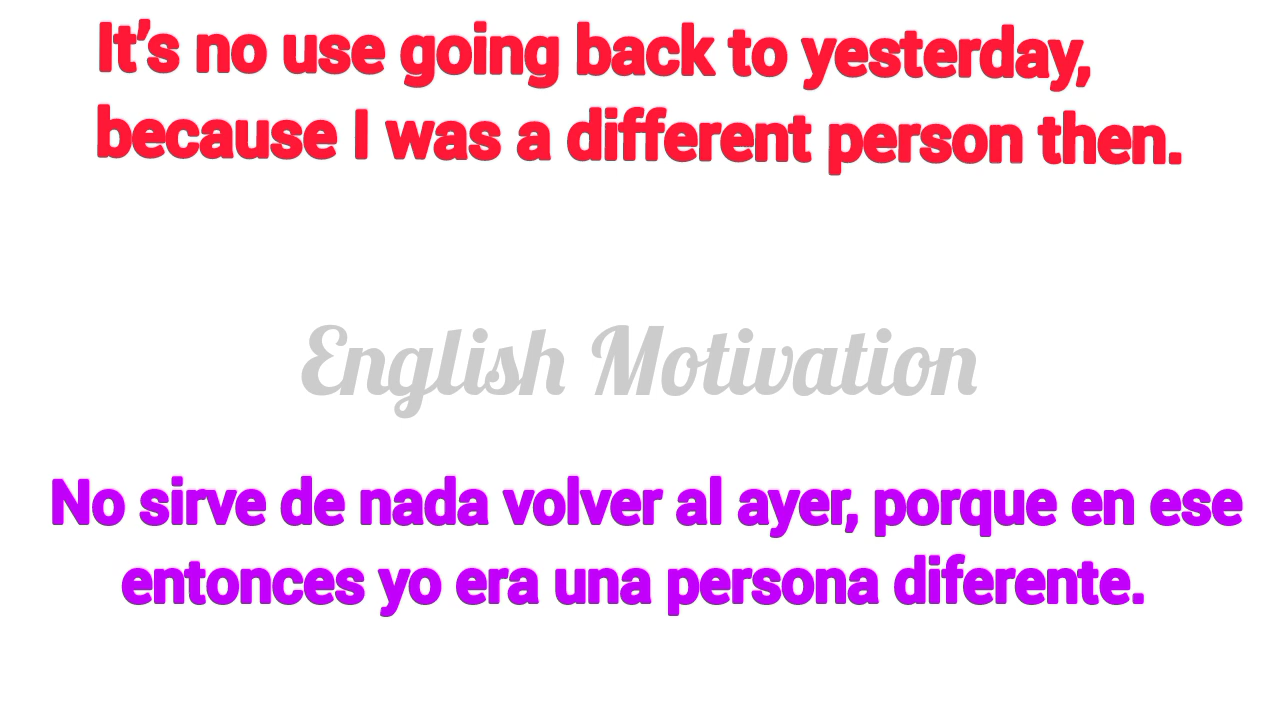 It’s no use going back to yesterday,
because I was a different person then.
English Motivation
No sirve de nada volver al ayer, porque en ese
entonces yo era una persona diferente.